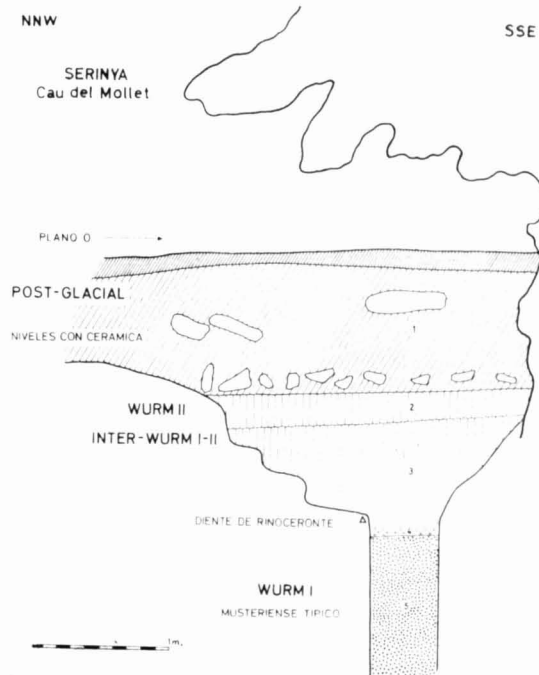 NNW
SSE
SERINYA
Cau del Mollet
PLANO 0
POST-GLACIAL
1
NIVELES CON CERAMICA
WURM II
2
INTER-WURM I-II
3
DIENTE DE RINOCERONTE
4
WURM I
5
MUSTERIENSE TIPICO
1m.